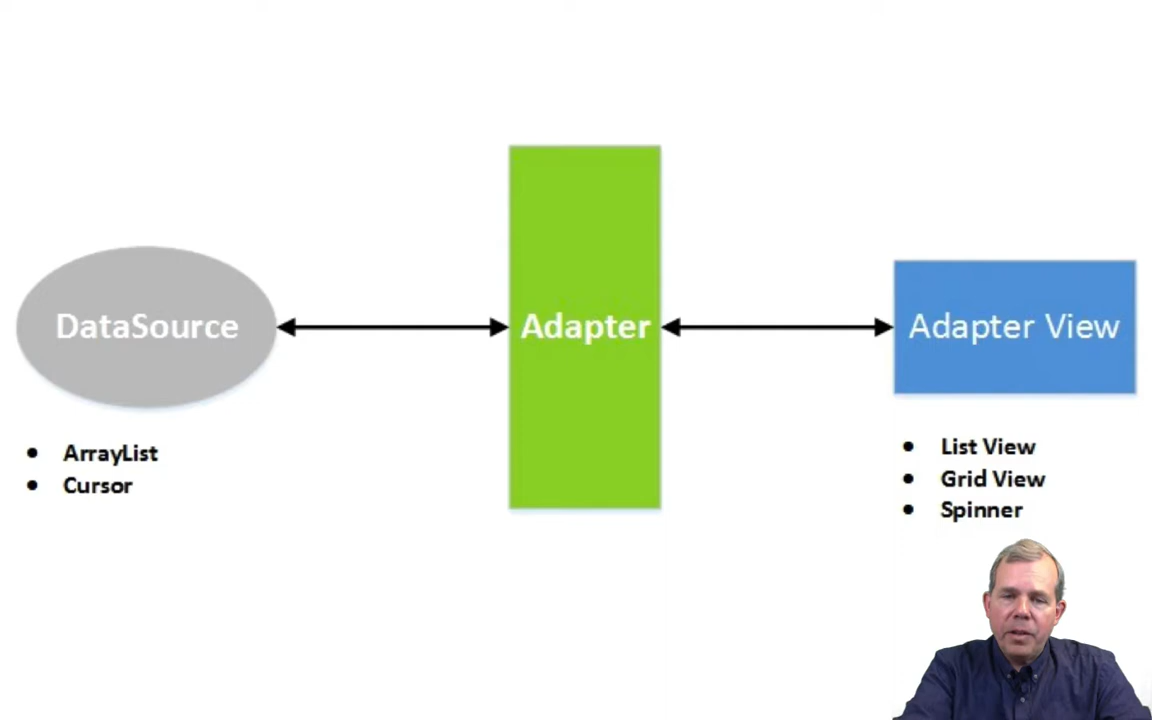 DataSource
Adapter
Adapter View
ArrayList
Cursor
List View
Grid View
Spinner